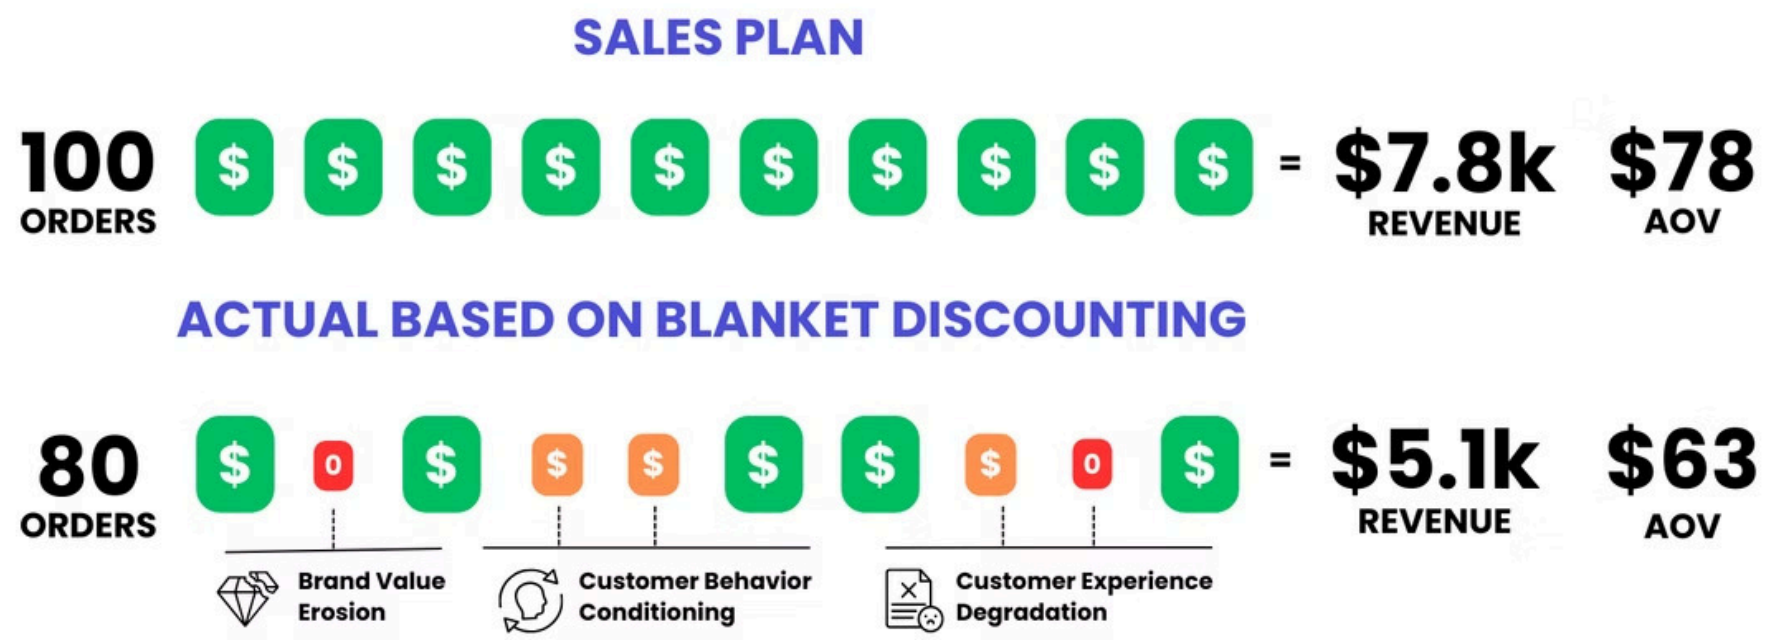 SALES PLAN
100
ORDERS
$ $ $ $ $ $ $ $ $ $ =
$7.8k
REVENUE
$78
AOV
ACTUAL BASED ON BLANKET DISCOUNTING
80
ORDERS
$ 0 $ $ $ $ $ $ 0 $ =
$5.1k
REVENUE
$63
AOV
Brand Value
Erosion
Customer Behavior
Conditioning
Customer Experience
Degradation